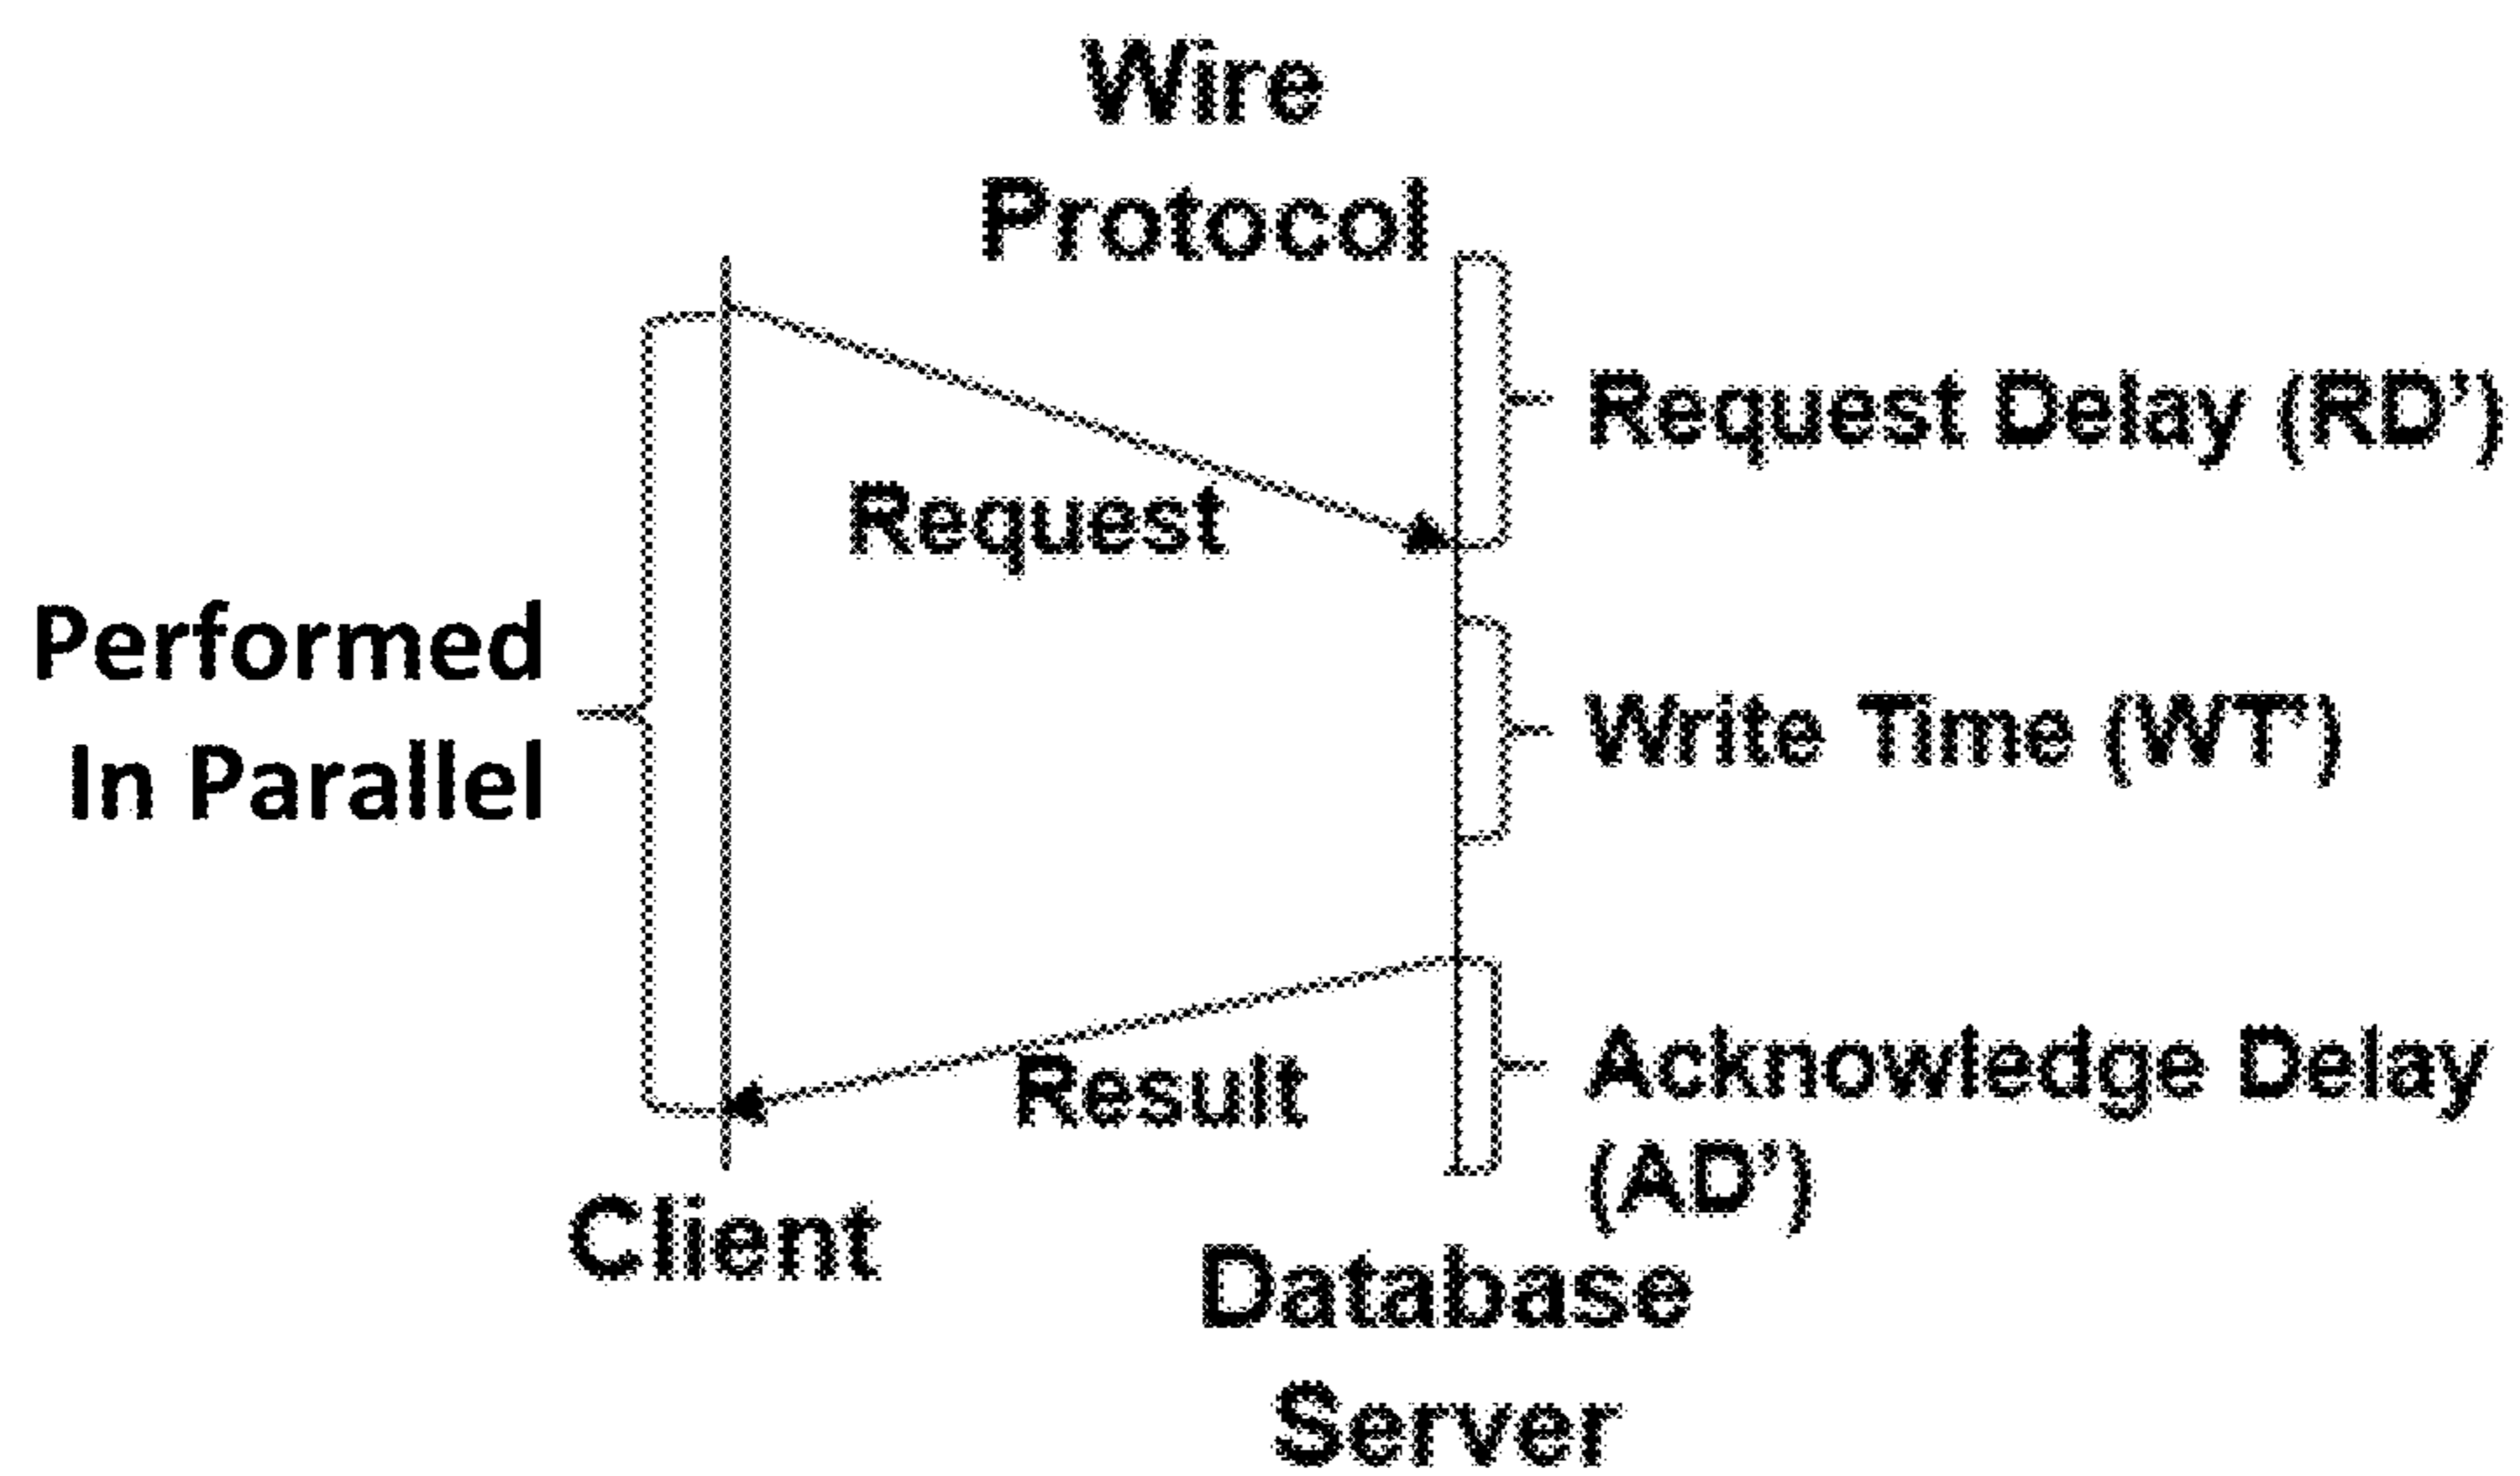 Wire
Protocol
Request Delay (RD’)
Request
Performed
In Parallel
Write Time (WT’)
Result
Acknowledge Delay
(AD’)
Client
Database
Server